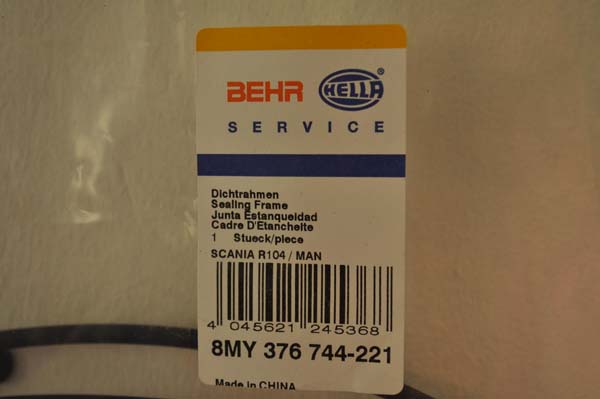 BEHR HELLA ®
SERVICE
Dichtrahmen
Sealing Frame
Junta Estanqueidad
Cadre D'Etancheite
1 Stueck/piece
SCANIA R104 / MAN
4 045621 245368
8MY 376 744-221
Made in CHINA